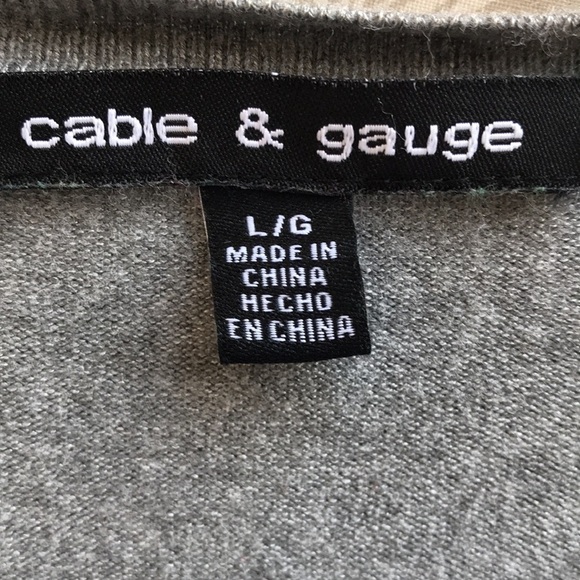 cable & gauge
L/G
MADE IN
CHINA
HECHO
EN CHINA